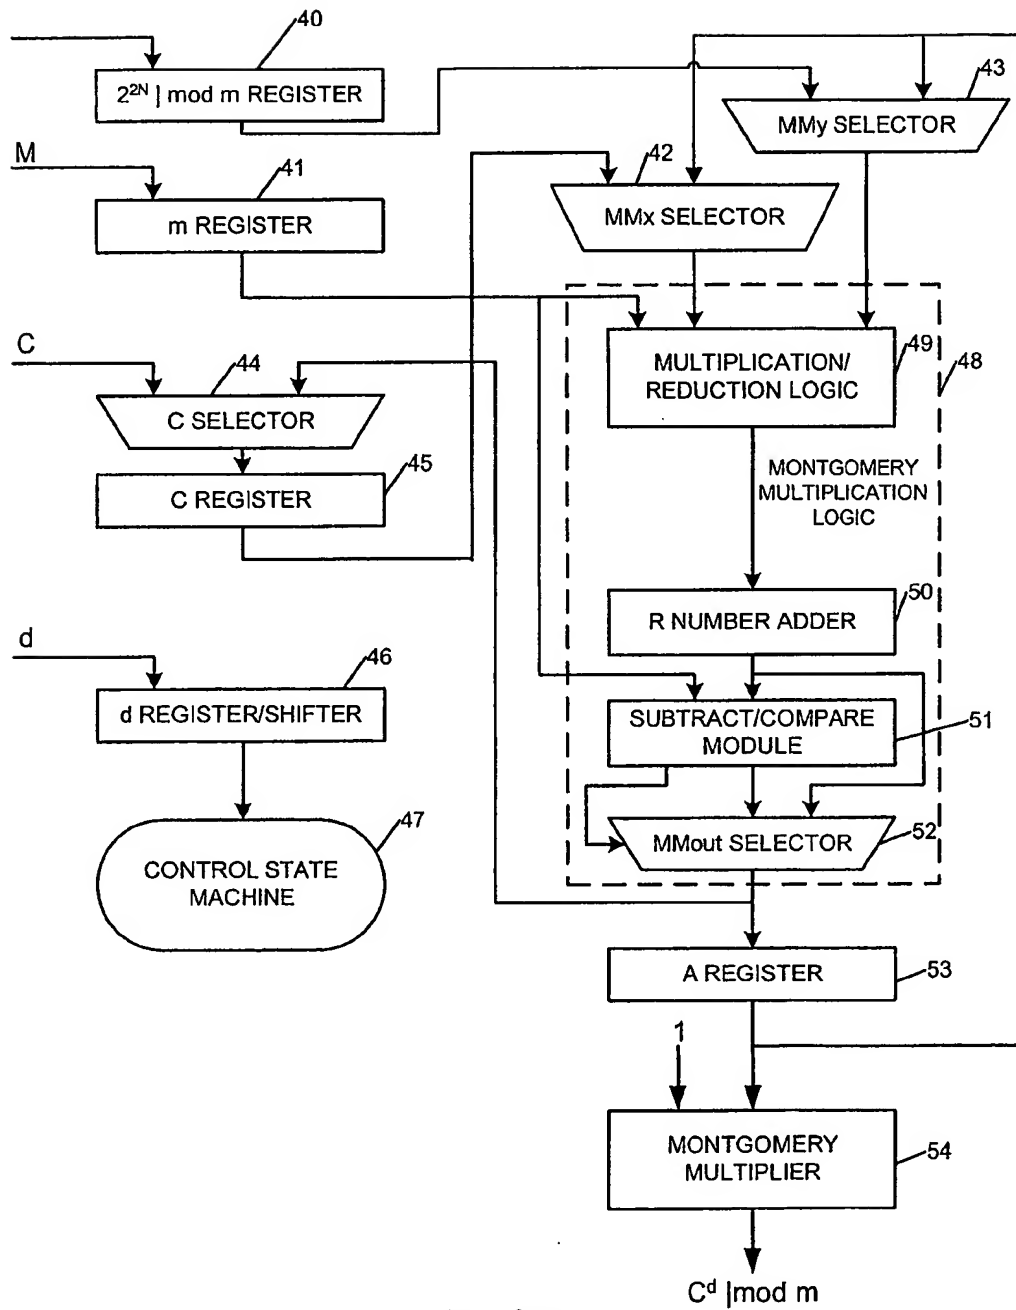 40
2^2N | mod m REGISTER
43
MMy SELECTOR
M
41
m REGISTER
42
MMx SELECTOR
C
44
C SELECTOR
45
C REGISTER
49
48
MULTIPLICATION/
REDUCTION LOGIC
MONTGOMERY
MULTIPLICATION
LOGIC
50
R NUMBER ADDER
d
46
d REGISTER/SHIFTER
SUBTRACT/COMPARE
MODULE
51
47
CONTROL STATE
MACHINE
MMout SELECTOR
52
A REGISTER
53
1
MONTGOMERY
MULTIPLIER
54
C^d |mod m